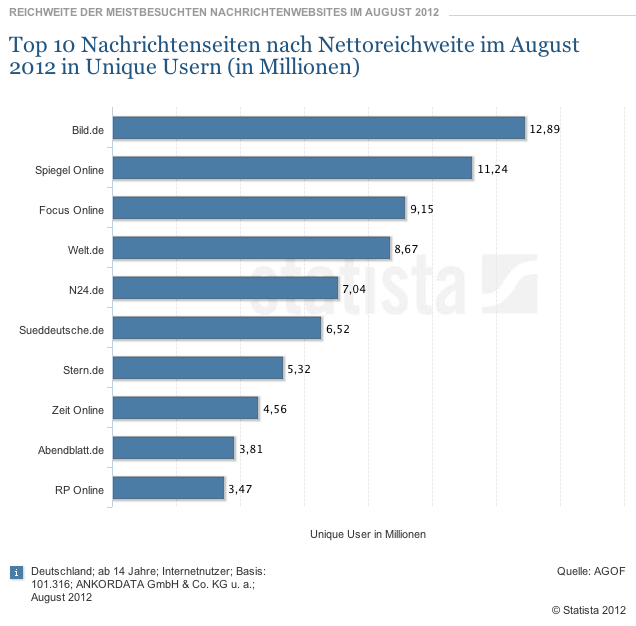 REICHWEITE DER MEISTBESUCHTEN NACHRICHTENWEBSITES IM AUGUST 2012
Top 10 Nachrichtenseiten nach Nettoreichweite im August
2012 in Unique Usern (in Millionen)
Bild.de 12,89
Spiegel Online 11,24
Focus Online 9,15
Welt.de 8,67
N24.de 7,04
statista
Sueddeutsche.de 6,52
Stern.de 5,32
Zeit Online 4,56
Abendblatt.de 3,81
RP Online 3,47
Unique User in Millionen
i Deutschland; ab 14 Jahre; Internetnutzer; Basis:
101.316; ANKORDATA GmbH & Co. KG u. a.;
August 2012
Quelle: AGOF
© Statista 2012